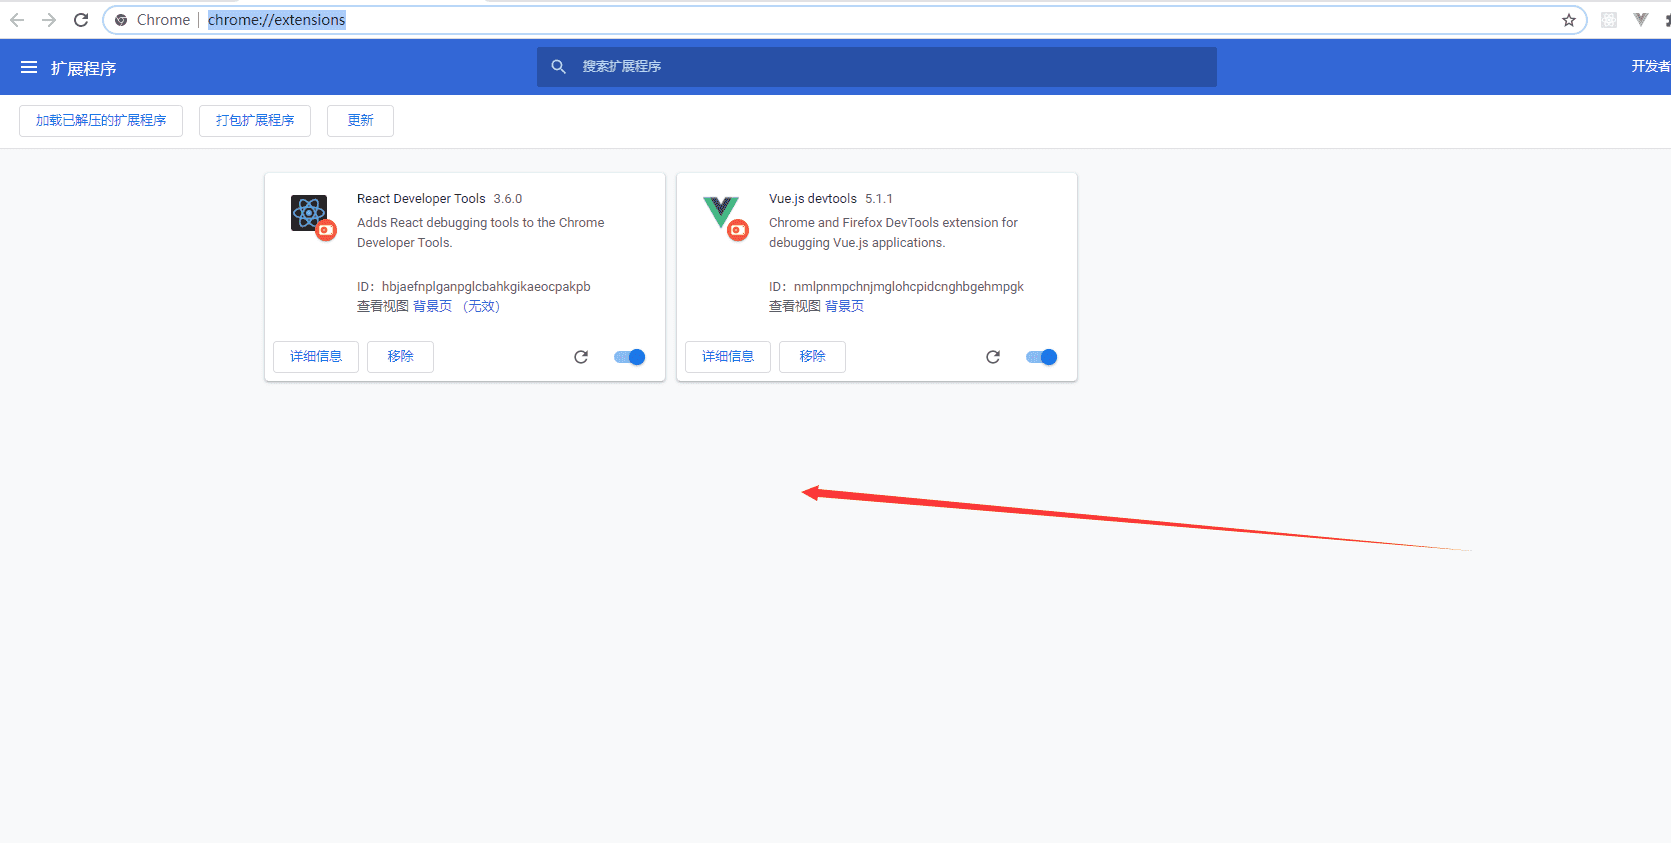 Chrome | chrome://extensions
扩展程序
搜索扩展程序
开发者
加载已解压的扩展程序
打包扩展程序
更新
React Developer Tools 3.6.0
Adds React debugging tools to the Chrome
Developer Tools.
ID：hbjaefnplganpglcbahkgikaeocpakpb
查看视图 背景页 （无效）
详细信息
移除
Vue.js devtools 5.1.1
Chrome and Firefox DevTools extension for
debugging Vue.js applications.
ID：nmlpnmpchnjmglohcpidcnghbgehmpgk
查看视图 背景页
详细信息
移除